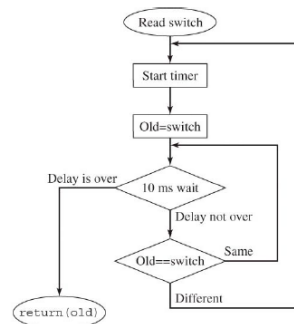 Read switch
Start timer
Old=switch
Delay is over
10 ms wait
Delay not over
Old==switch
Same
Different
return(old)